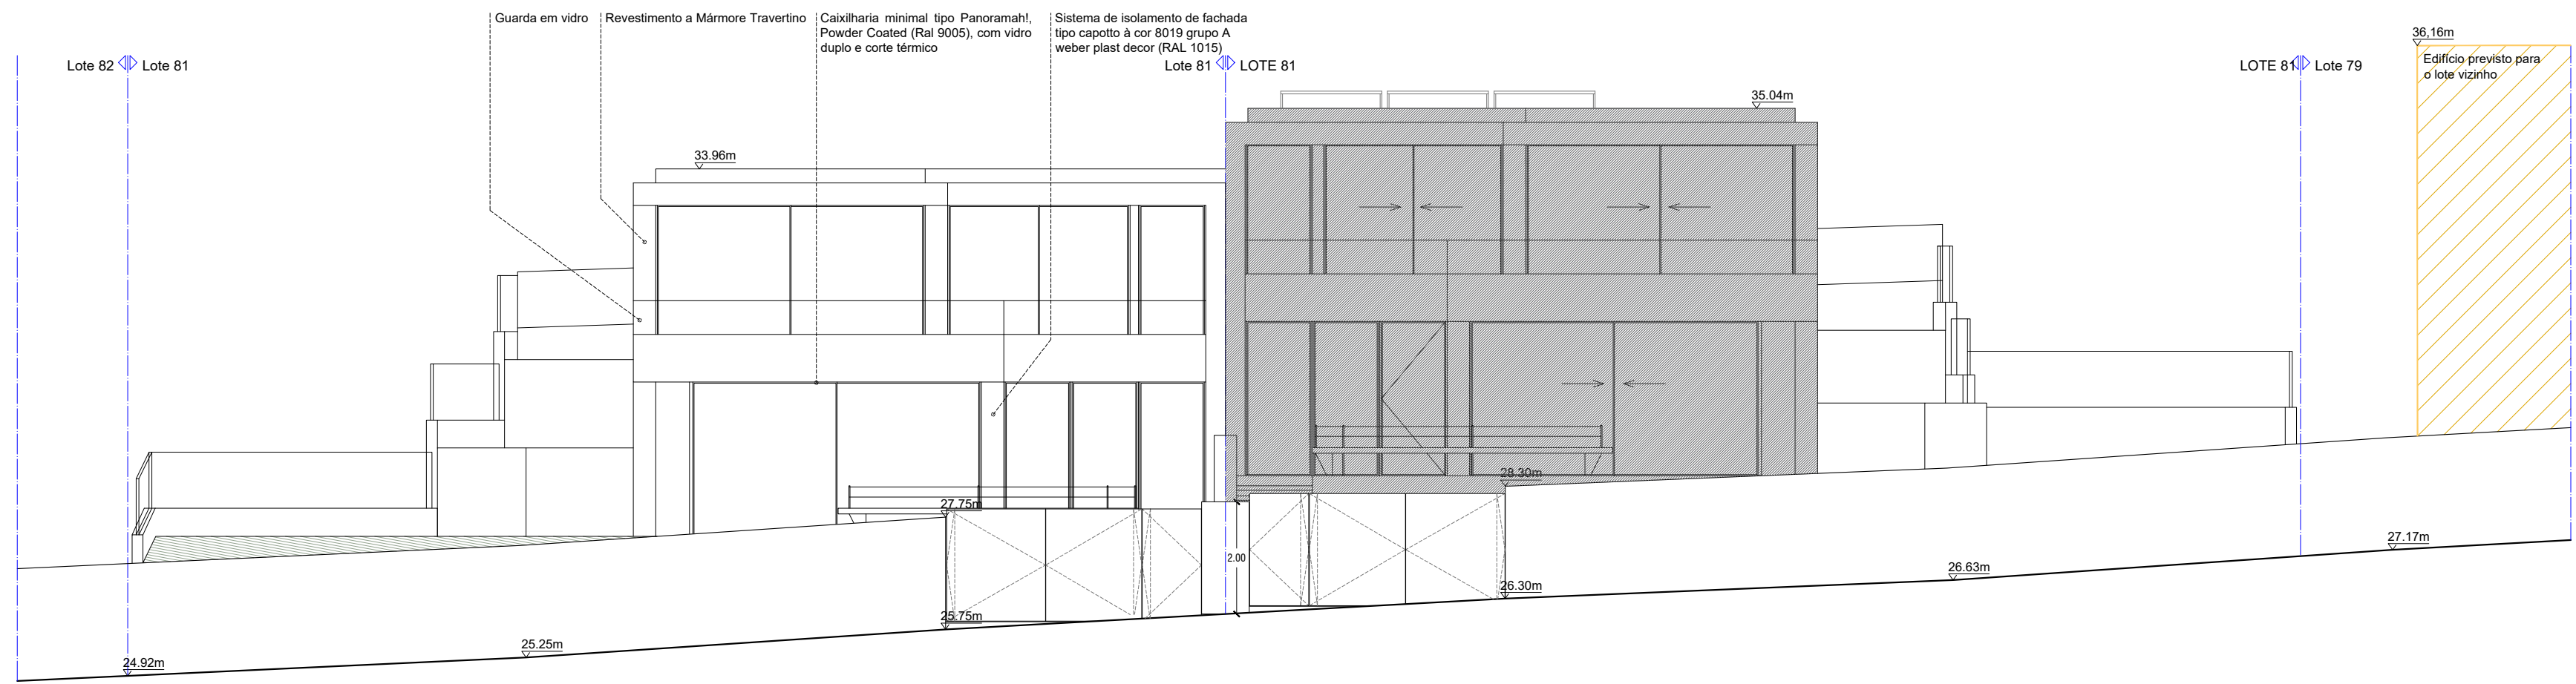 Guarda em vidro
Revestimento a Mármore Travertino
Caixilharia minimal tipo Panoramah!,
Powder Coated (Ral 9005), com vidro
duplo e corte térmico
Sistema de isolamento de fachada
tipo capotto à cor 8019 grupo A
weber plast decor (RAL 1015)
36,16m
Edifício previsto para
o lote vizinho
Lote 82
Lote 81
Lote 81
LOTE 81
LOTE 81
Lote 79
35.04m
33.96m
28.30m
27.75m
2.00
27.17m
26.63m
26.30m
25.75m
25.25m
24.92m